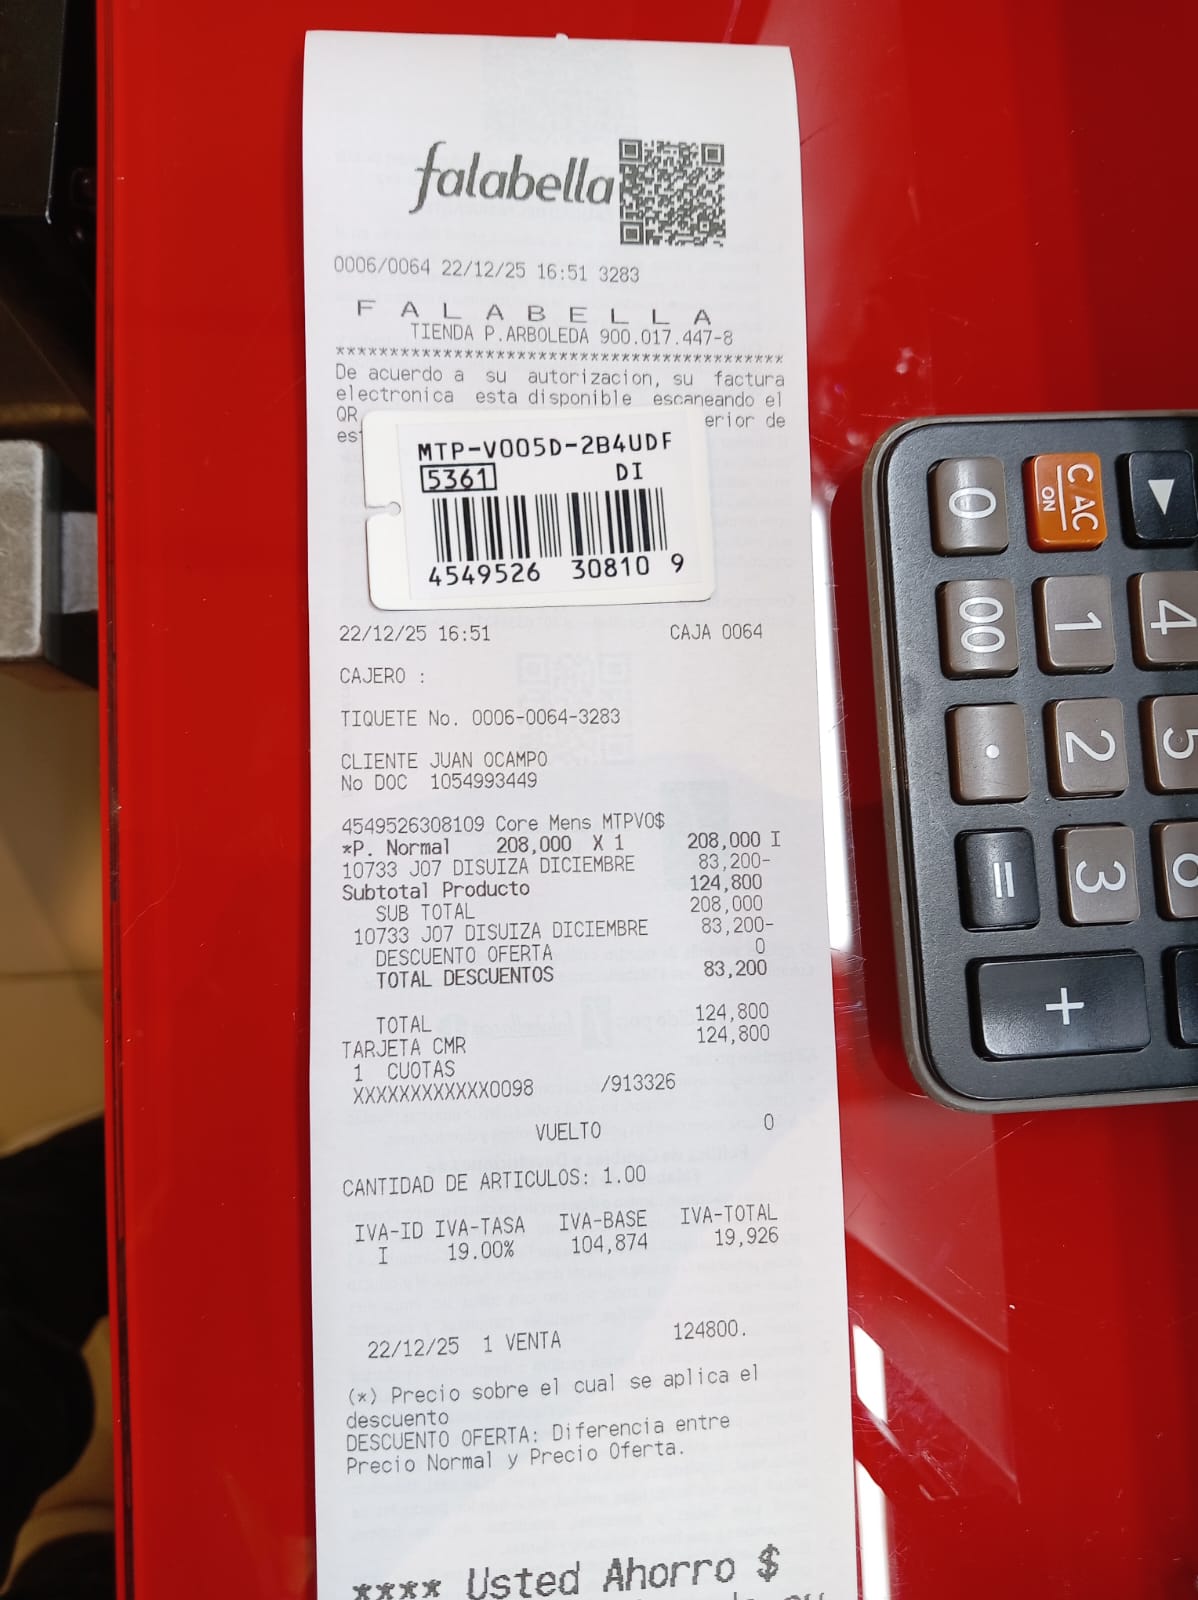 falabella
0006/0064 22/12/25 16:51 3283
F A L A B E L L A
TIENDA P.ARBOLEDA 900.017.447-8
******************************************
De acuerdo a su autorizacion, su factura
electronica esta disponible escaneando el
QR erior de
est
MTP-V005D-2B4UDF
5361 DI
4549526 30810 9
22/12/25 16:51 CAJA 0064
CAJERO :
TIQUETE No. 0006-0064-3283
CLIENTE JUAN OCAMPO
No DOC 1054993449
4549526308109 Core Mens MTPVO$
*P. Normal 208,000 X 1 208,000 I
10733 J07 DISUIZA DICIEMBRE 83,200-
Subtotal Producto 124,800
SUB TOTAL 208,000
10733 J07 DISUIZA DICIEMBRE 83,200-
DESCUENTO OFERTA 0
TOTAL DESCUENTOS 83,200
TOTAL 124,800
TARJETA CMR 124,800
1 CUOTAS
XXXXXXXXXXXX0098 /913326
VUELTO 0
CANTIDAD DE ARTICULOS: 1.00
IVA-ID IVA-TASA IVA-BASE IVA-TOTAL
I 19.00% 104,874 19,926
22/12/25 1 VENTA 124800.
(*) Precio sobre el cual se aplica el
descuento
DESCUENTO OFERTA: Diferencia entre
Precio Normal y Precio Oferta.
**** Usted Ahorro $
0 C/AC ON ▶
00 1 4
. 2 5
= 3 6
+